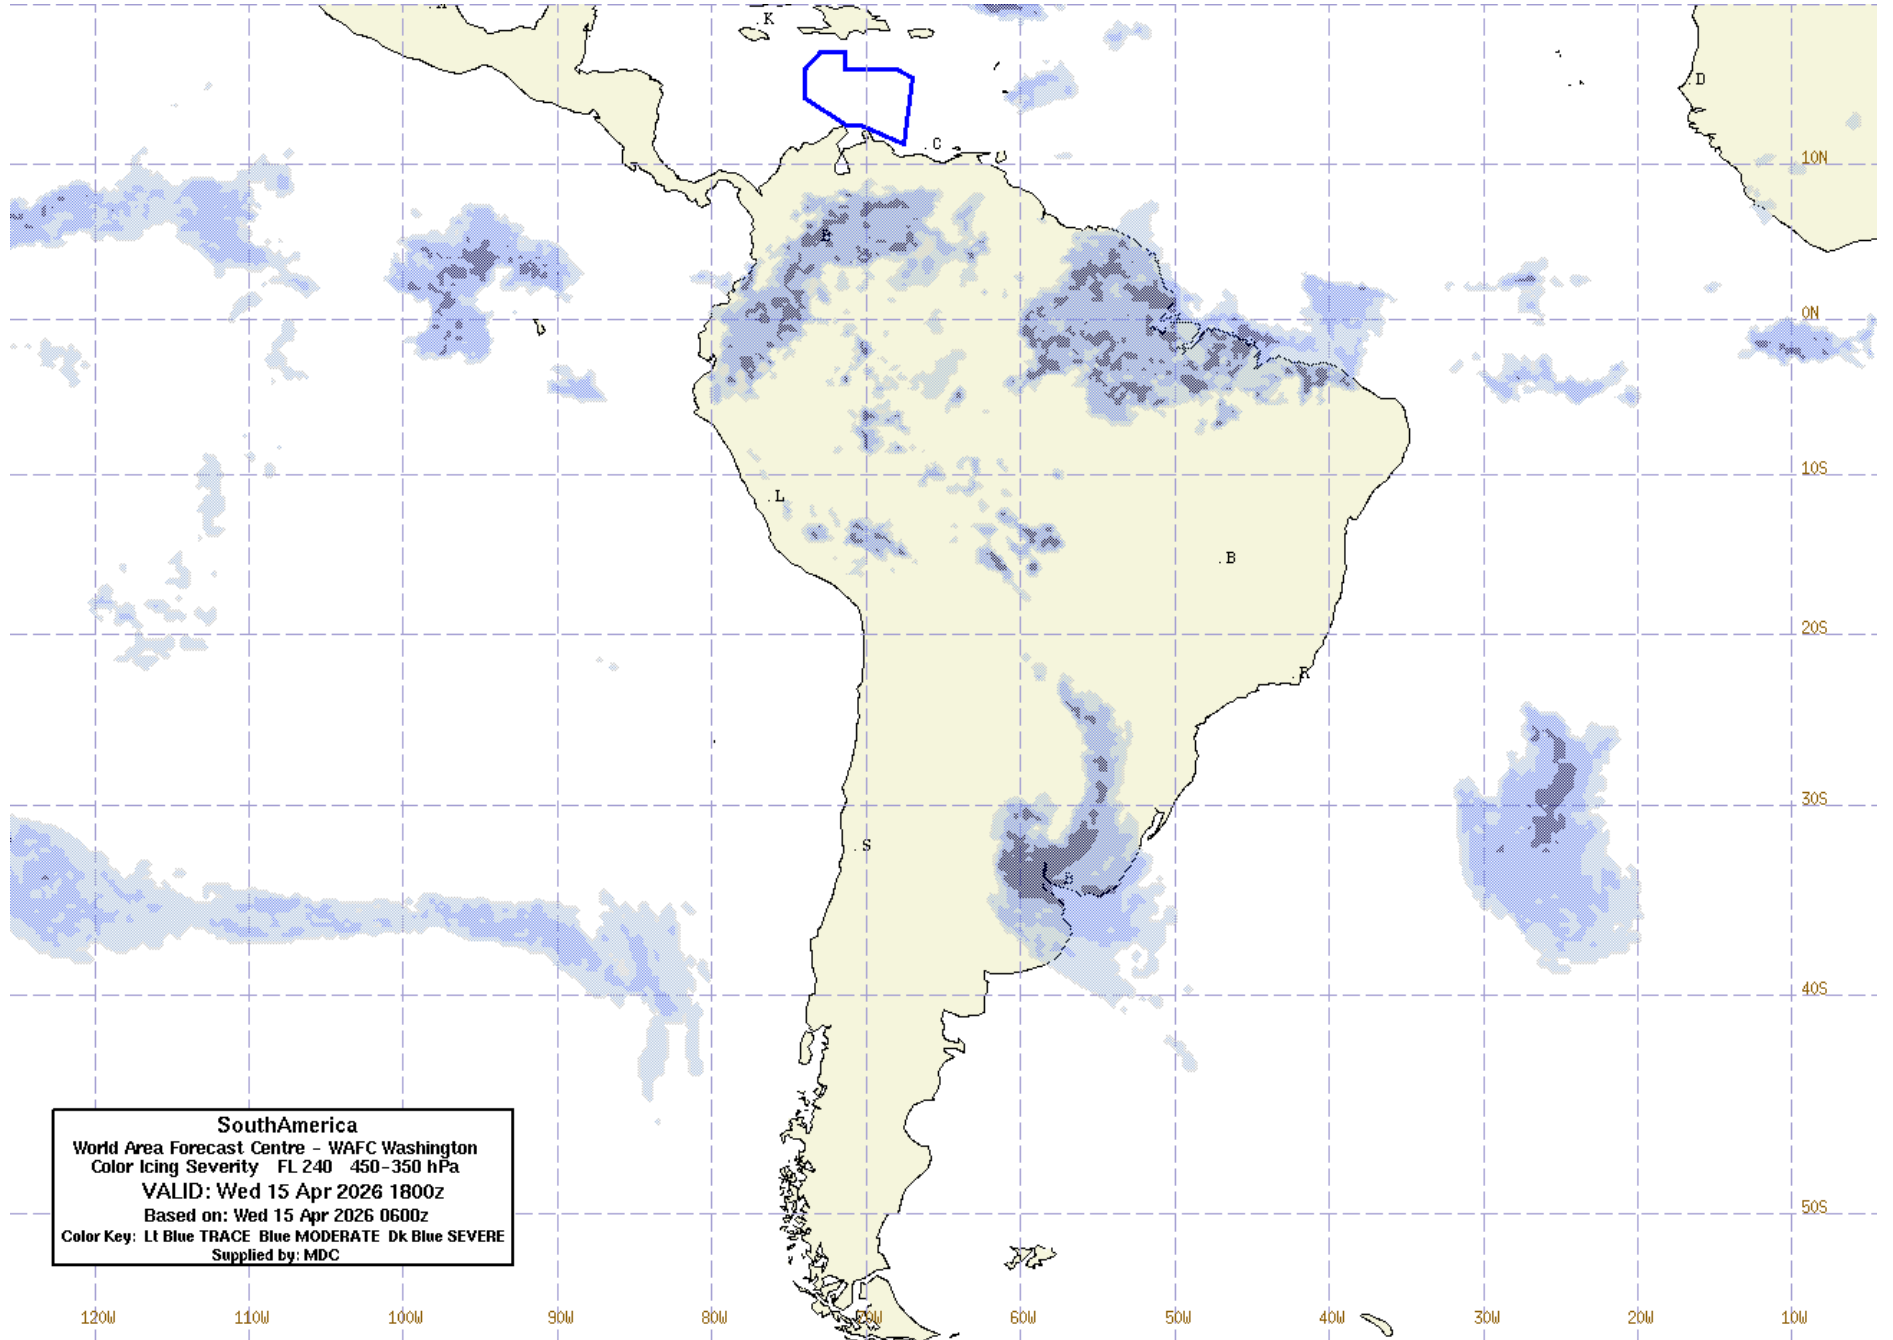 A
K
D
C
10N
B
0N
10S
L
B
20S
R
30S
S
B
40S
SouthAmerica
World Area Forecast Centre - WAFC Washington
Color Icing Severity FL 240 450-350 hPa
VALID: Wed 15 Apr 2026 1800z
Based on: Wed 15 Apr 2026 0600z
Color Key: Lt Blue TRACE Blue MODERATE Dk Blue SEVERE
Supplied by: MDC
50S
120W 110W 100W 90W 80W 70W 60W 50W 40W 30W 20W 10W